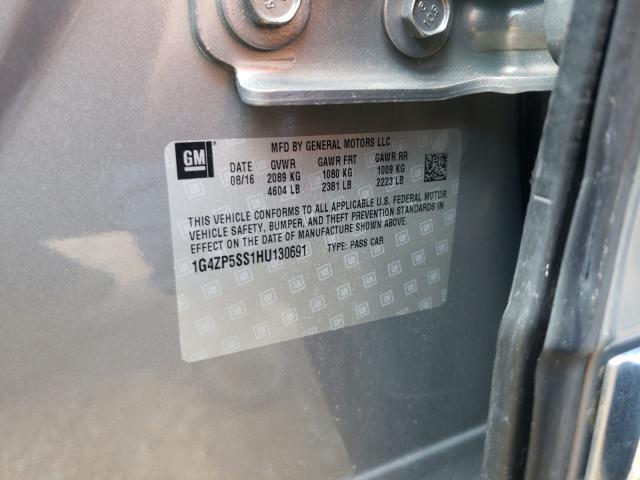 GM
MFD BY GENERAL MOTORS LLC
DATE GVWR GAWR FRT GAWR RR
08/16 2089 KG 1080 KG 1009 KG
4604 LB 2381 LB 2223 LB
THIS VEHICLE CONFORMS TO ALL APPLICABLE U.S. FEDERAL MOTOR
VEHICLE SAFETY, BUMPER, AND THEFT PREVENTION STANDARDS IN
EFFECT ON THE DATE OF MANUFACTURE SHOWN ABOVE.
1G4ZP5SS1HU130691 TYPE: PASS CAR